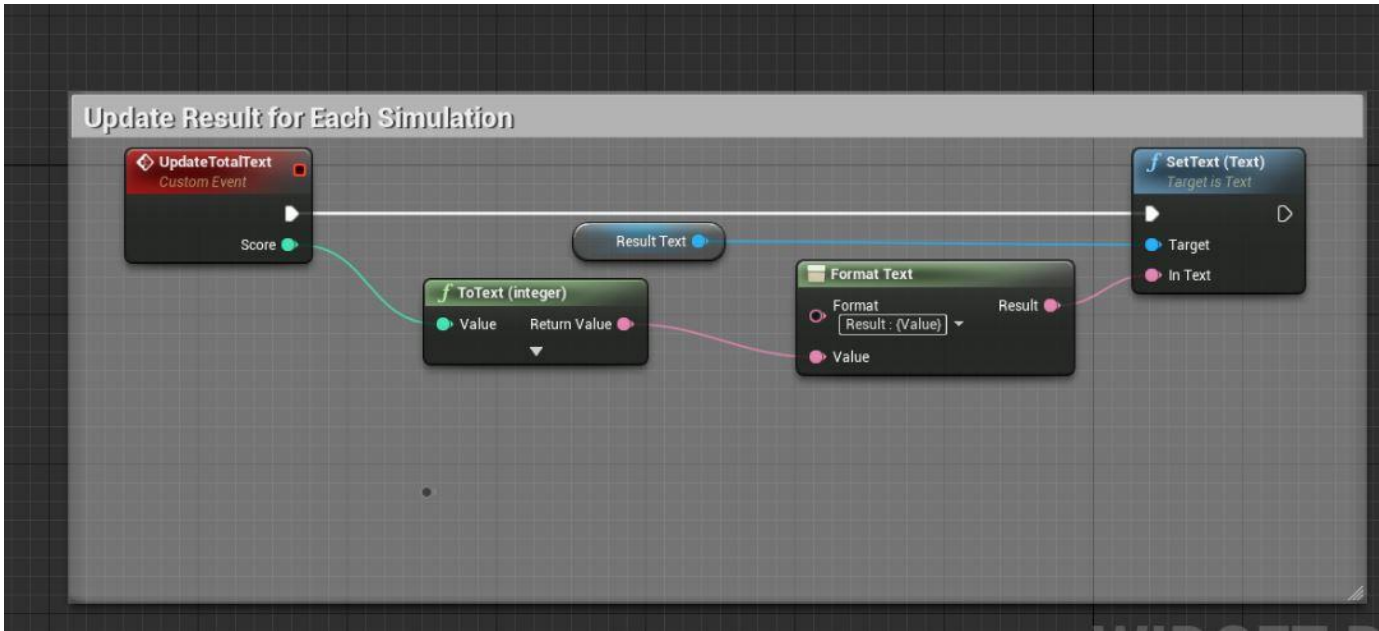 Update Result for Each Simulation
UpdateTotalText
Custom Event
Score
ToText (integer)
Value
Return Value
Result Text
Format Text
Format
Result : {Value}
Result
Value
SetText (Text)
Target is Text
Target
In Text